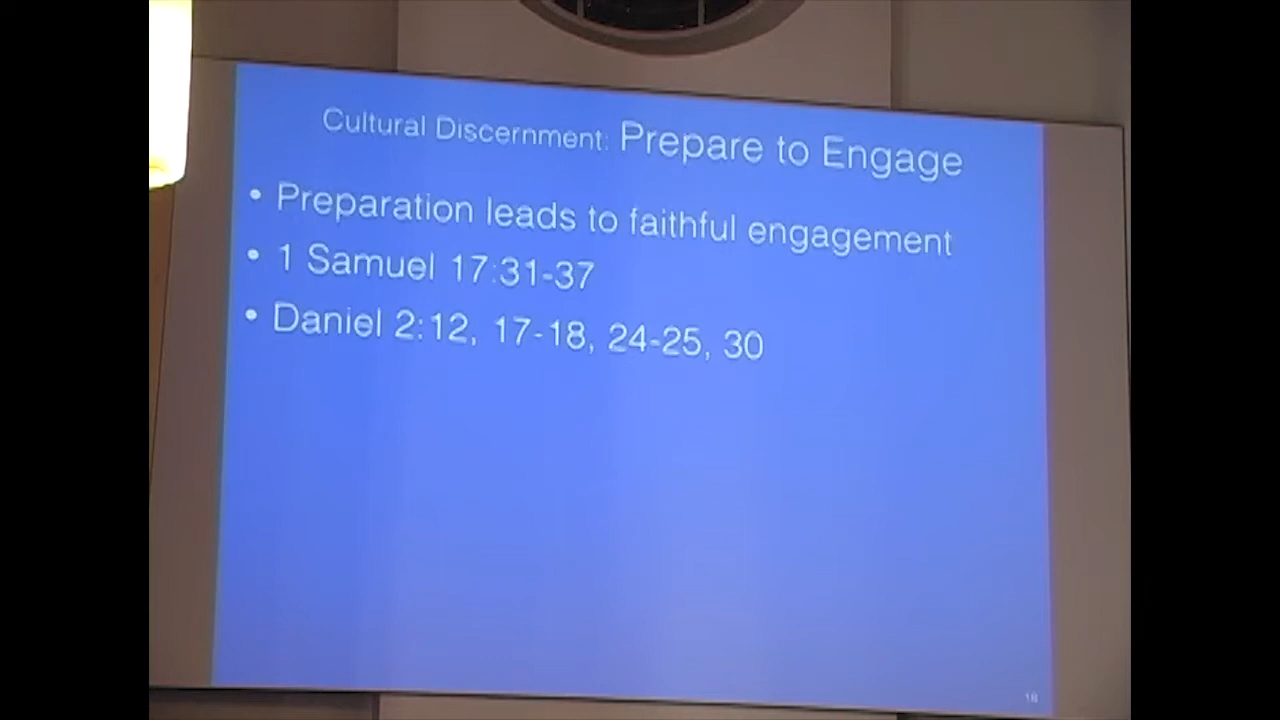 Cultural Discernment: Prepare to Engage
• Preparation leads to faithful engagement
• 1 Samuel 17:31-37
• Daniel 2:12, 17-18, 24-25, 30